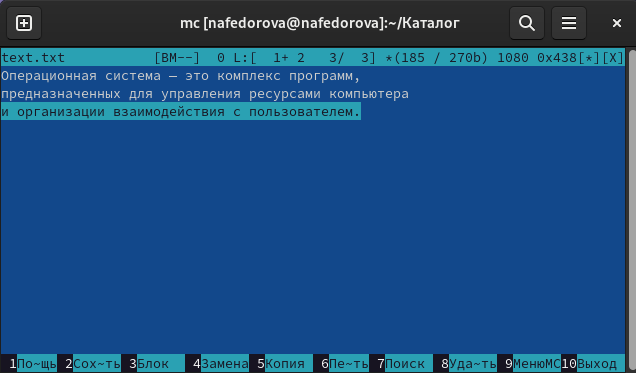 mc [nafedorova@nafedorova]:~/Каталог
text.txt [BM--] 0 L:[ 1+ 2 3/ 3] *(185 / 270b) 1080 0x438[*][X]
Операционная система — это комплекс программ,
предназначенных для управления ресурсами компьютера
и организации взаимодействия с пользователем.
1По~щь 2Сох~ть 3Блок 4Замена 5Копия 6Пе~ть 7Поиск 8Уда~ть 9МенюMC10Выход